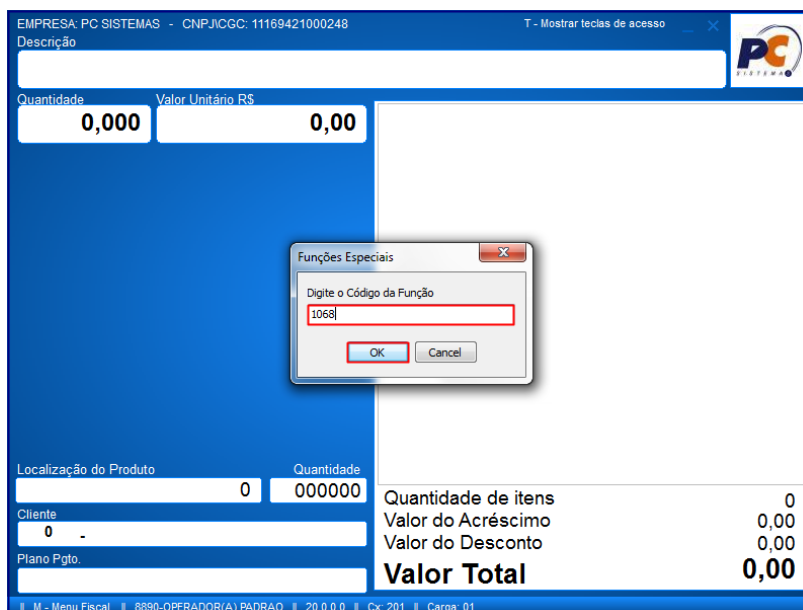 EMPRESA: PC SISTEMAS - CNPJ\CGC: 11169421000248
T - Mostrar teclas de acesso
Descrição
PC
SISTEMAS
Quantidade
Valor Unitário R$
0,000
0,00
Funções Especiais
Digite o Código da Função
1068
OK
Cancel
Localização do Produto
Quantidade
0
000000
Cliente
0 -
Plano Pgto.
Quantidade de itens 0
Valor do Acréscimo 0,00
Valor do Desconto 0,00
Valor Total 0,00
|| M - Menu Fiscal || 8890-OPERADOR(A) PADRAO || 20.0.0.0 || Cx: 201 || Carga: 01